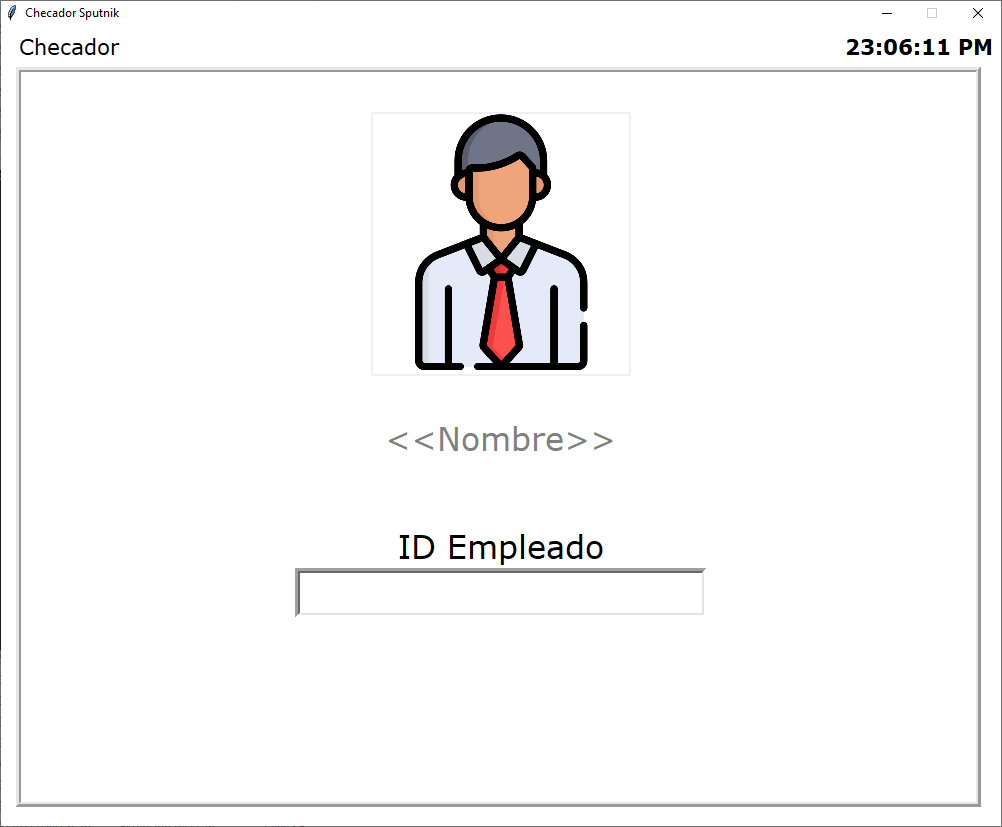 Checador Sputnik
Checador
23:06:11 PM
<<Nombre>>
ID Empleado